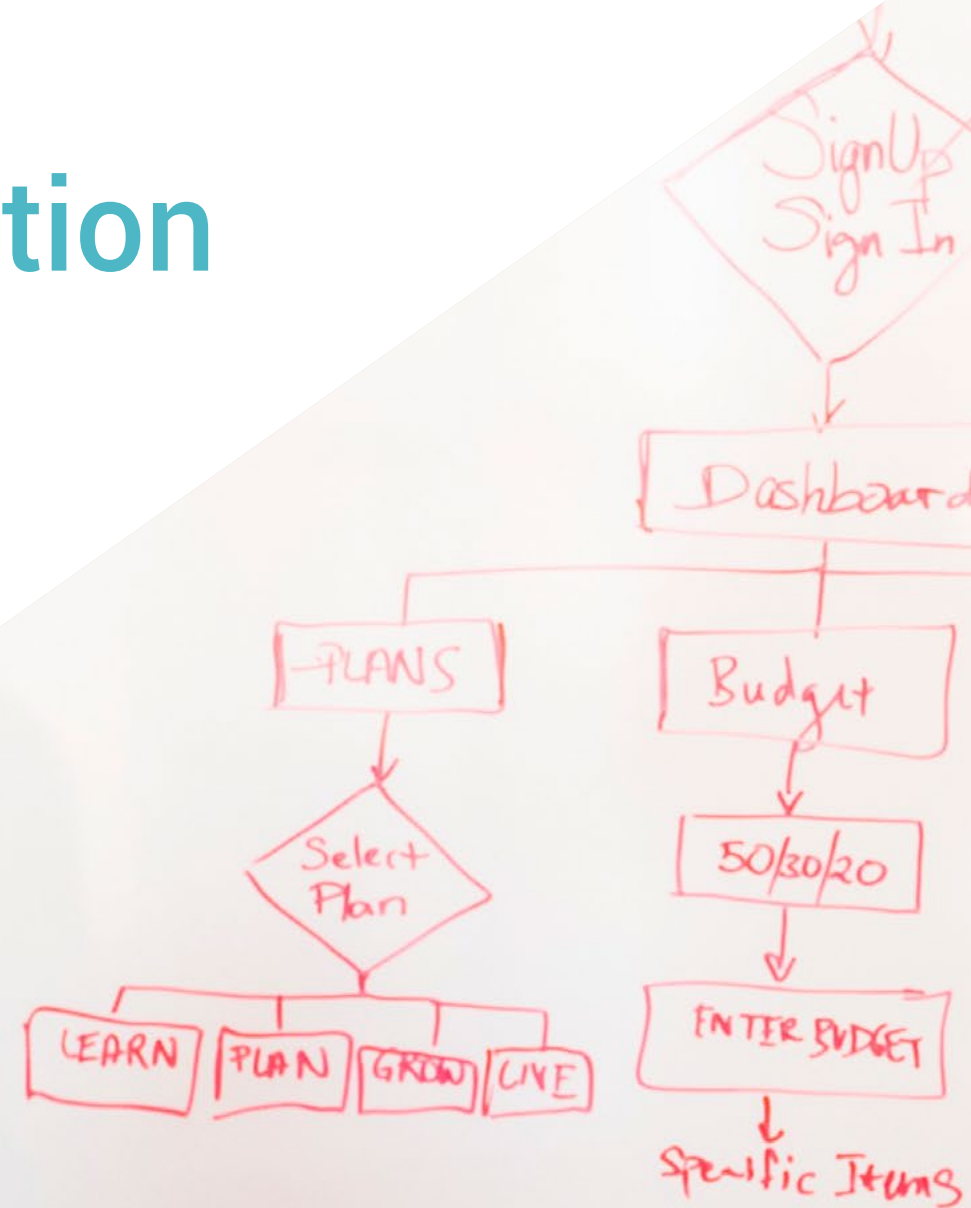 tion
SignUp
Sign In
Dashboard
PLANS
Budget
Select
Plan
50/30/20
LEARN
PLAN
GROW
LIVE
ENTER BUDGET
Specific Items